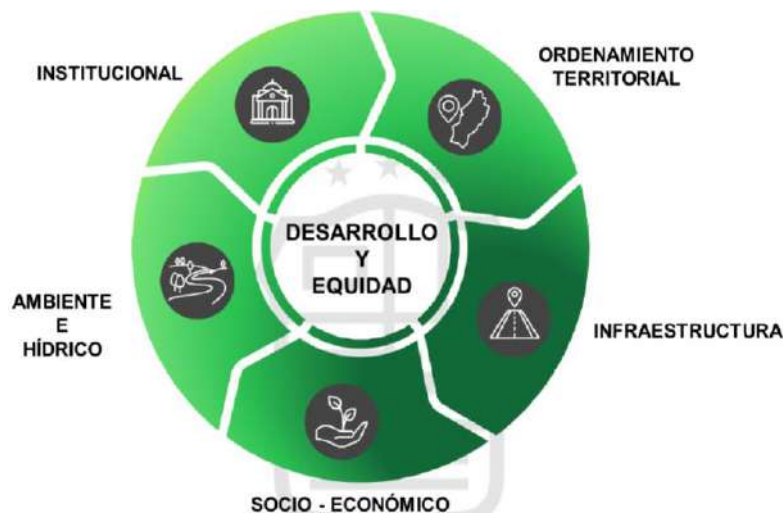 INSTITUCIONAL
ORDENAMIENTO
TERRITORIAL
DESARROLLO
Y
EQUIDAD
AMBIENTE
E
HÍDRICO
INFRAESTRUCTURA
SOCIO - ECONÓMICO